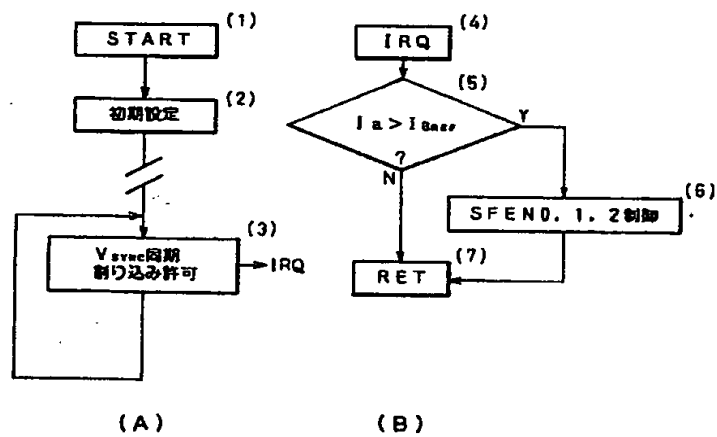 (1)
START
(2)
初期設定
(3)
Vsync同期
割り込み許可
IRQ
(A)
(4)
IRQ
(5)
Ia>I
?
Y
N
(6)
SFEN0.1.2制御
(7)
RET
(B)